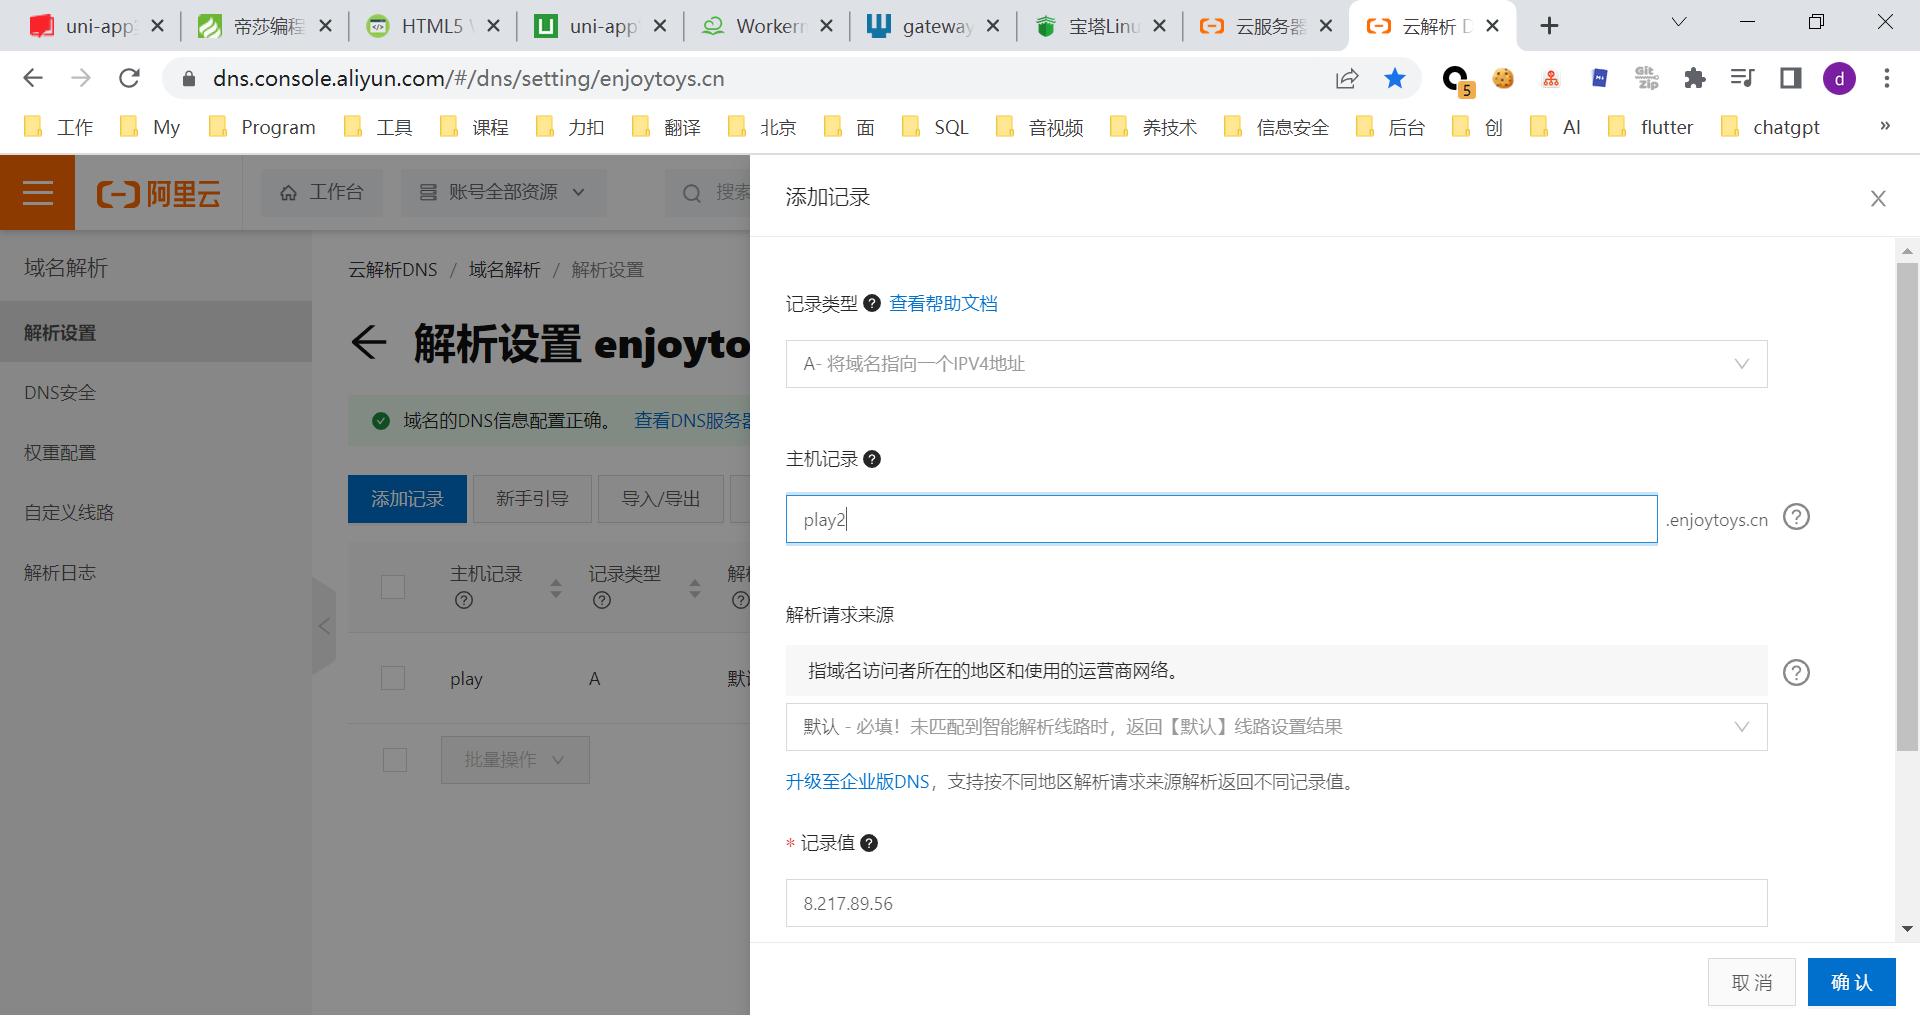 uni-app
帝莎编程
HTML5
uni-app
Workerm
gateway
宝塔Linu
云服务器
云解析 D
dns.console.aliyun.com/#/dns/setting/enjoytoys.cn
5
Git Zip
d
工作
My
Program
工具
课程
力扣
翻译
北京
面
SQL
音视频
养技术
信息安全
后台
创
AI
flutter
chatgpt
»
阿里云
工作台
账号全部资源
搜索
域名解析
解析设置
DNS安全
权重配置
自定义线路
解析日志
云解析DNS / 域名解析 / 解析设置
解析设置 enjoyto
域名的DNS信息配置正确。 查看DNS服务器
添加记录
新手引导
导入/导出
主机记录
记录类型
解析
play
A
默认
批量操作
添加记录
记录类型 查看帮助文档
A- 将域名指向一个IPV4地址
主机记录
play2
.enjoytoys.cn
解析请求来源
指域名访问者所在的地区和使用的运营商网络。
默认 - 必填！未匹配到智能解析线路时，返回【默认】线路设置结果
升级至企业版DNS，支持按不同地区解析请求来源解析返回不同记录值。
* 记录值
8.217.89.56
取消
确认